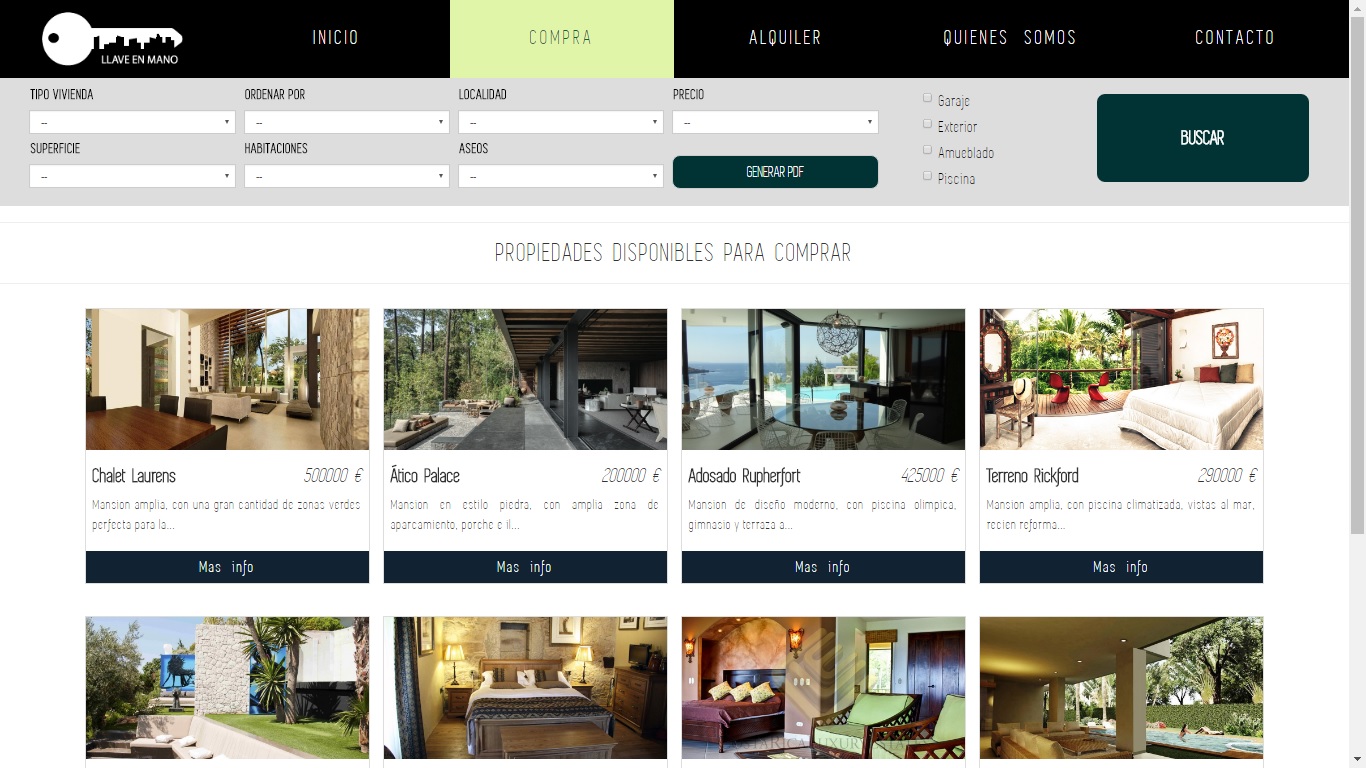 LLAVE EN MANO
INICIO
COMPRA
ALQUILER
QUIENES SOMOS
CONTACTO
TIPO VIVIENDA
ORDENAR POR
LOCALIDAD
PRECIO
--
--
--
--
SUPERFICIE
HABITACIONES
ASEOS
--
--
--
GENERAR PDF
Garaje
Exterior
Amueblado
Piscina
BUSCAR
PROPIEDADES DISPONIBLES PARA COMPRAR
Chalet Laurens 500000 €
Mansion amplia, con una gran cantidad de zonas verdes
perfecta para la...
Mas info
Ático Palace 200000 €
Mansion en estilo piedra, con amplia zona de
aparcamiento, porche e il...
Mas info
Adosado Rupherfort 425000 €
Mansion de diseño moderno, con piscina olimpica,
gimnasio y terraza a...
Mas info
Terreno Rickford 290000 €
Mansion amplia, con piscina climatizada, vistas al mar,
recien reforma...
Mas info